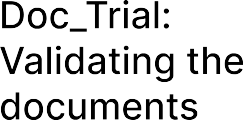 Doc_Trial:
Validating the
documents